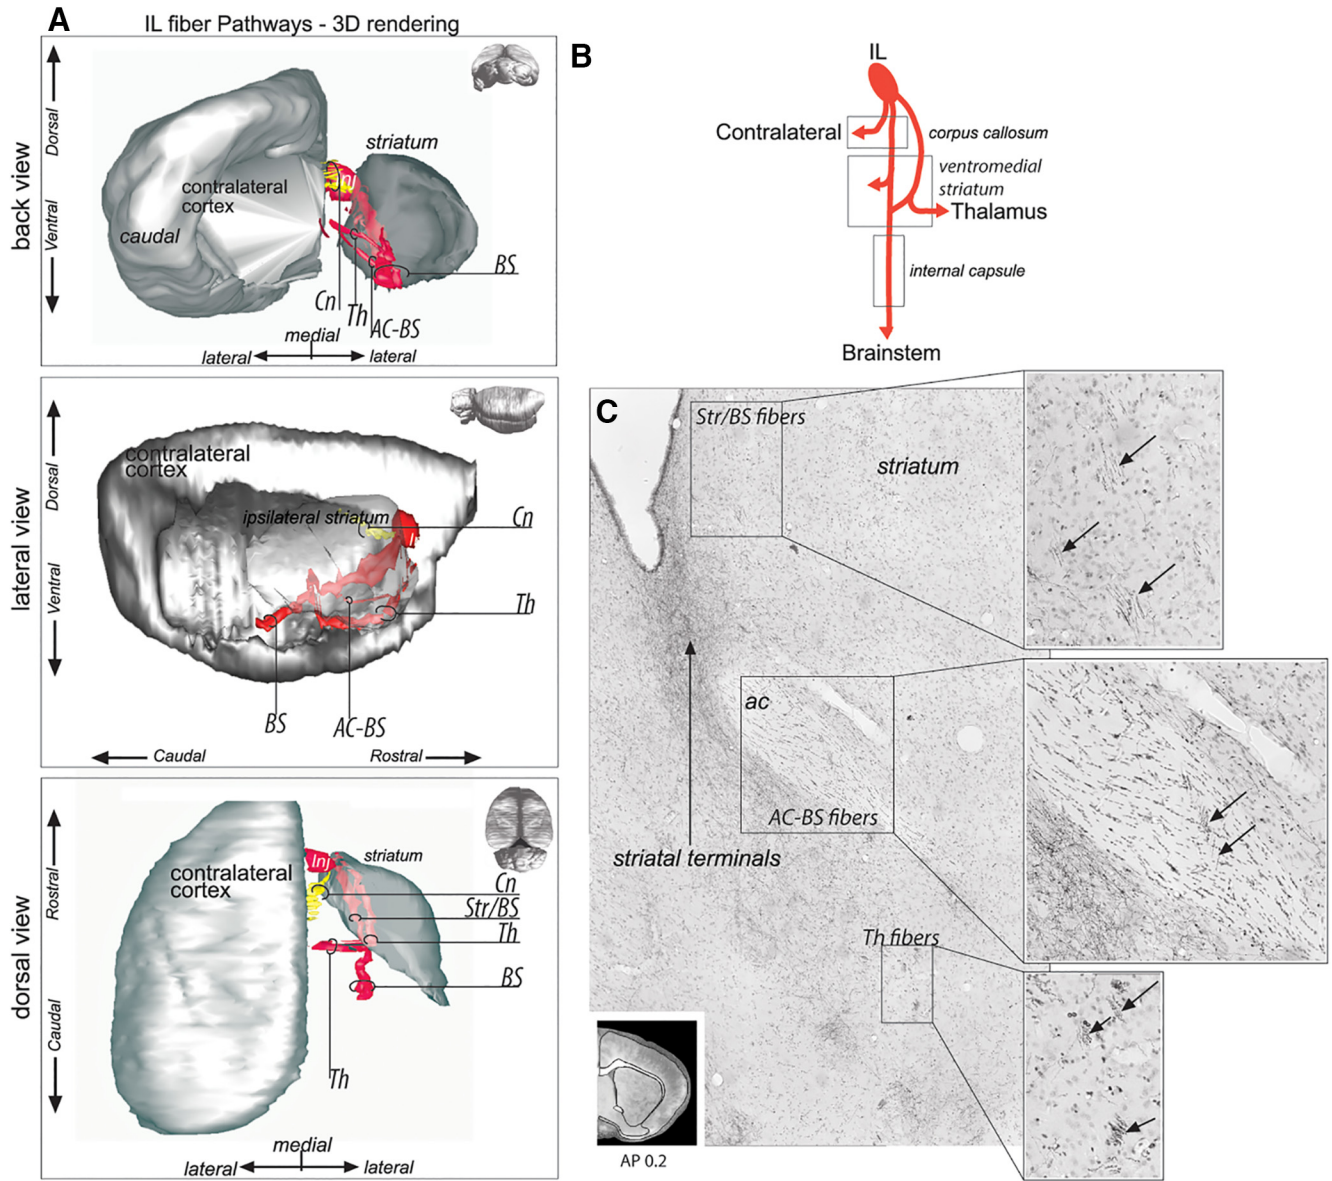 A
IL fiber Pathways - 3D rendering
back view
Dorsal
Ventral
striatum
contralateral
cortex
caudal
Inj
BS
Cn
Th
AC-BS
medial
lateral
lateral
lateral view
Dorsal
Ventral
contralateral
cortex
ipsilateral striatum
Cn
Th
BS
AC-BS
Caudal
Rostral
dorsal view
Rostral
Caudal
contralateral
cortex
Inj
striatum
Cn
Str/BS
Th
BS
Th
medial
lateral
lateral
B
IL
Contralateral
corpus callosum
ventromedial
striatum
Thalamus
internal capsule
Brainstem
C
Str/BS fibers
striatum
ac
AC-BS fibers
striatal terminals
Th fibers
AP 0.2